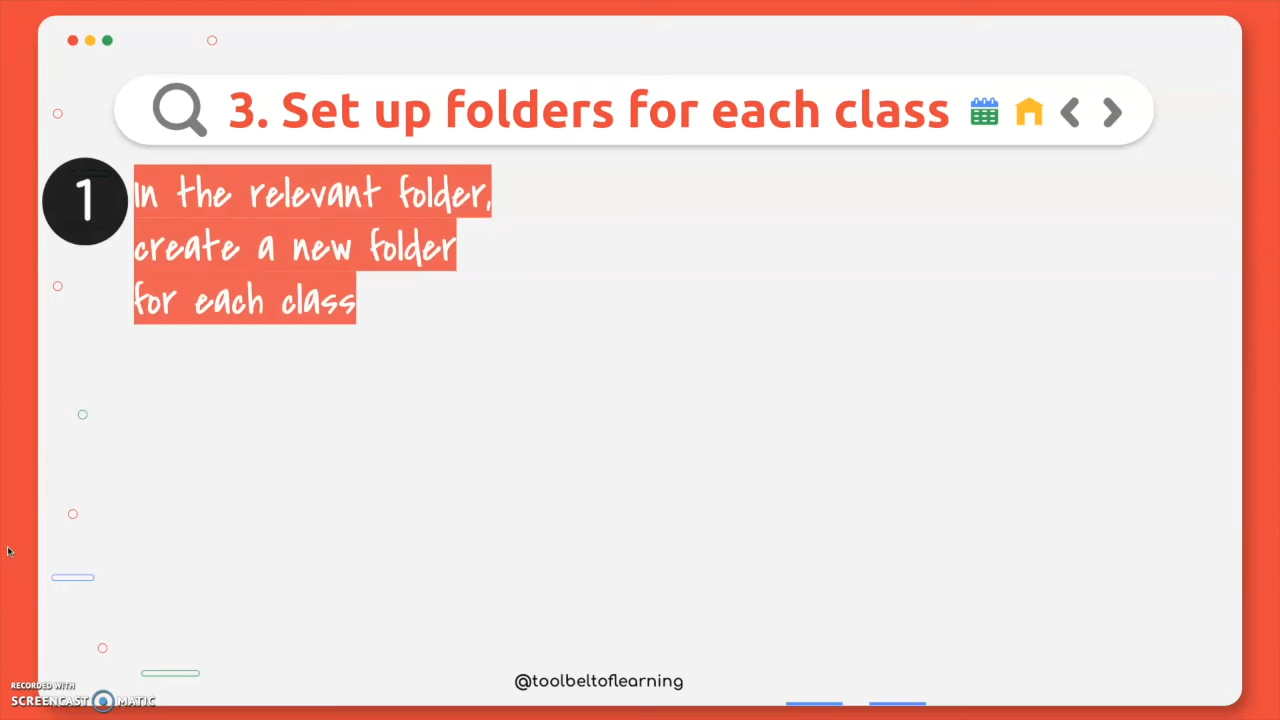 3. Set up folders for each class
1
In the relevant folder,
create a new folder
for each class
@toolbeltoflearning
RECORDED WITH
SCREENCAST MATIC